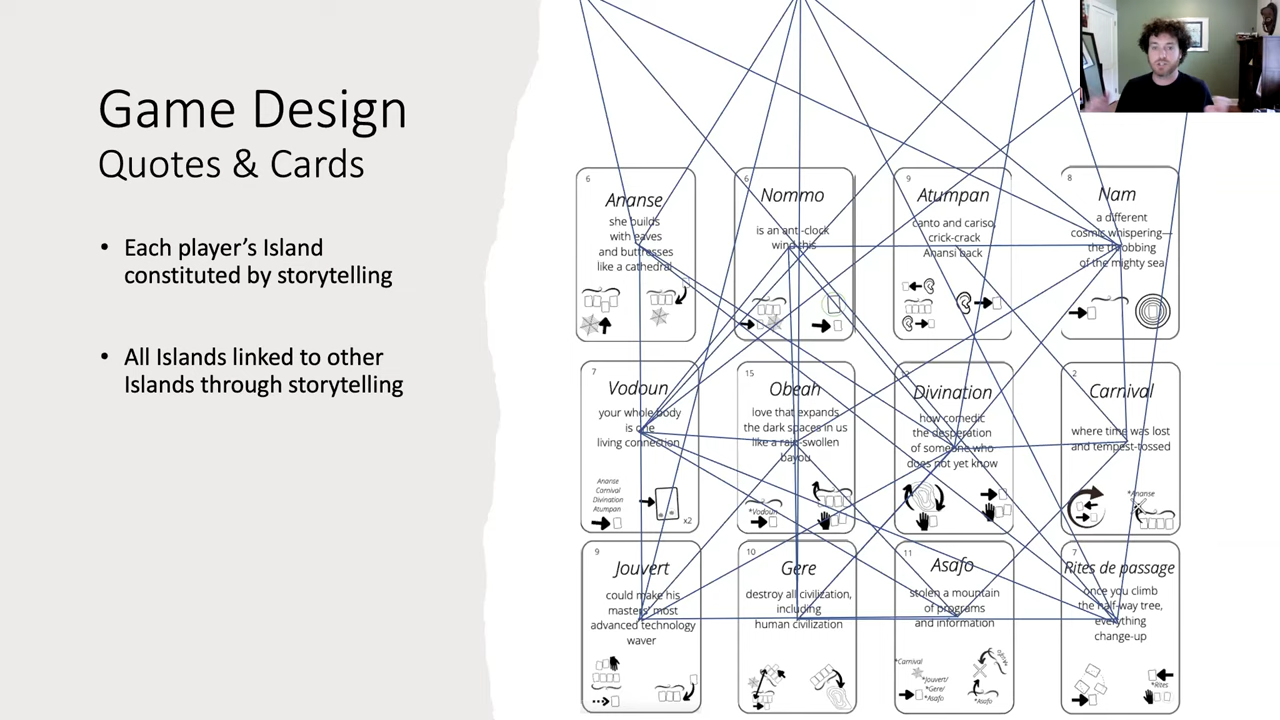 Game Design
Quotes & Cards
• Each player's Island
constituted by storytelling
• All Islands linked to other
Islands through storytelling
6
Ananse
she builds
with eaves
and buttresses
like a cathedral
6
Nommo
is an anti-clock
wind this
9
Atumpan
canto and cariso,
crick-crack
Anansi back
8
Nam
a different
cosmic whispering—
the throbbing
of the mighty sea
7
Vodoun
your whole body
is one
living connection
Ananse
Carnival
Divination
Atumpan
x2
15
Obeah
love that expands
the dark spaces in us
like a rain-swollen
bayou
*Vodoun
Divination
how comedic
the desperation
of someone who
does not yet know
2
Carnival
where time was lost
and tempest-tossed
*Ananse
9
Jouvert
could make his
masters' most
advanced technology
waver
10
Gere
destroy all civilization,
including
human civilization
11
Asafo
stolen a mountain
of programs
and information
*Carnival
*Jouvert/
*Gere/
*Asafo
*Asafo
7
Rites de passage
once you climb
the half-way tree,
everything
change-up
*Rites